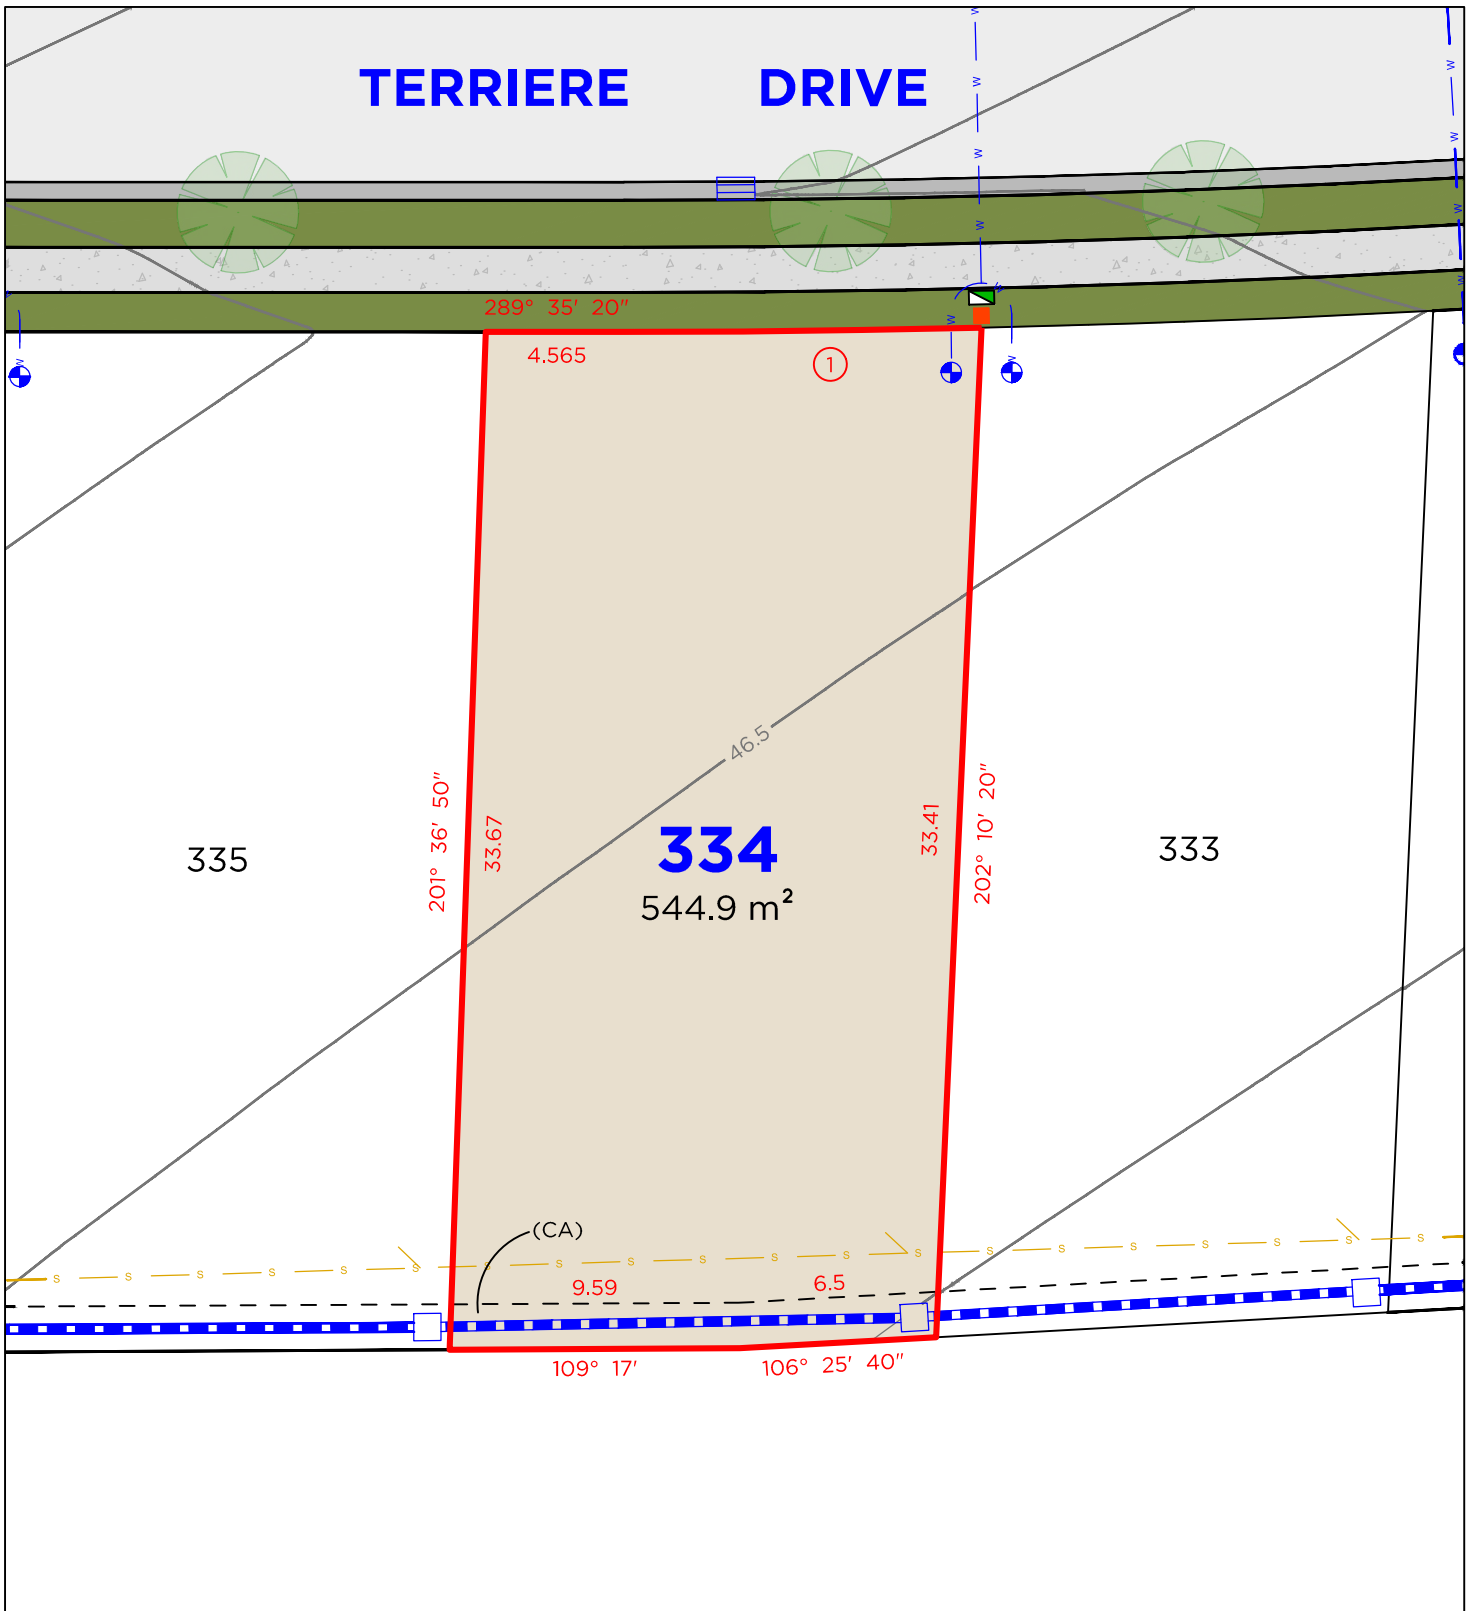 TERRIERE DRIVE
W
W
W
W
W
W
W
W
W
W
W
W
W
289° 35' 20"
4.565
1
46.5
201° 36' 50"
33.67
33.41
202° 10' 20"
335
334
544.9 m²
333
(CA)
S S S S S S S S S S S S S S S S S S S S
9.59
6.5
109° 17'
106° 25' 40"